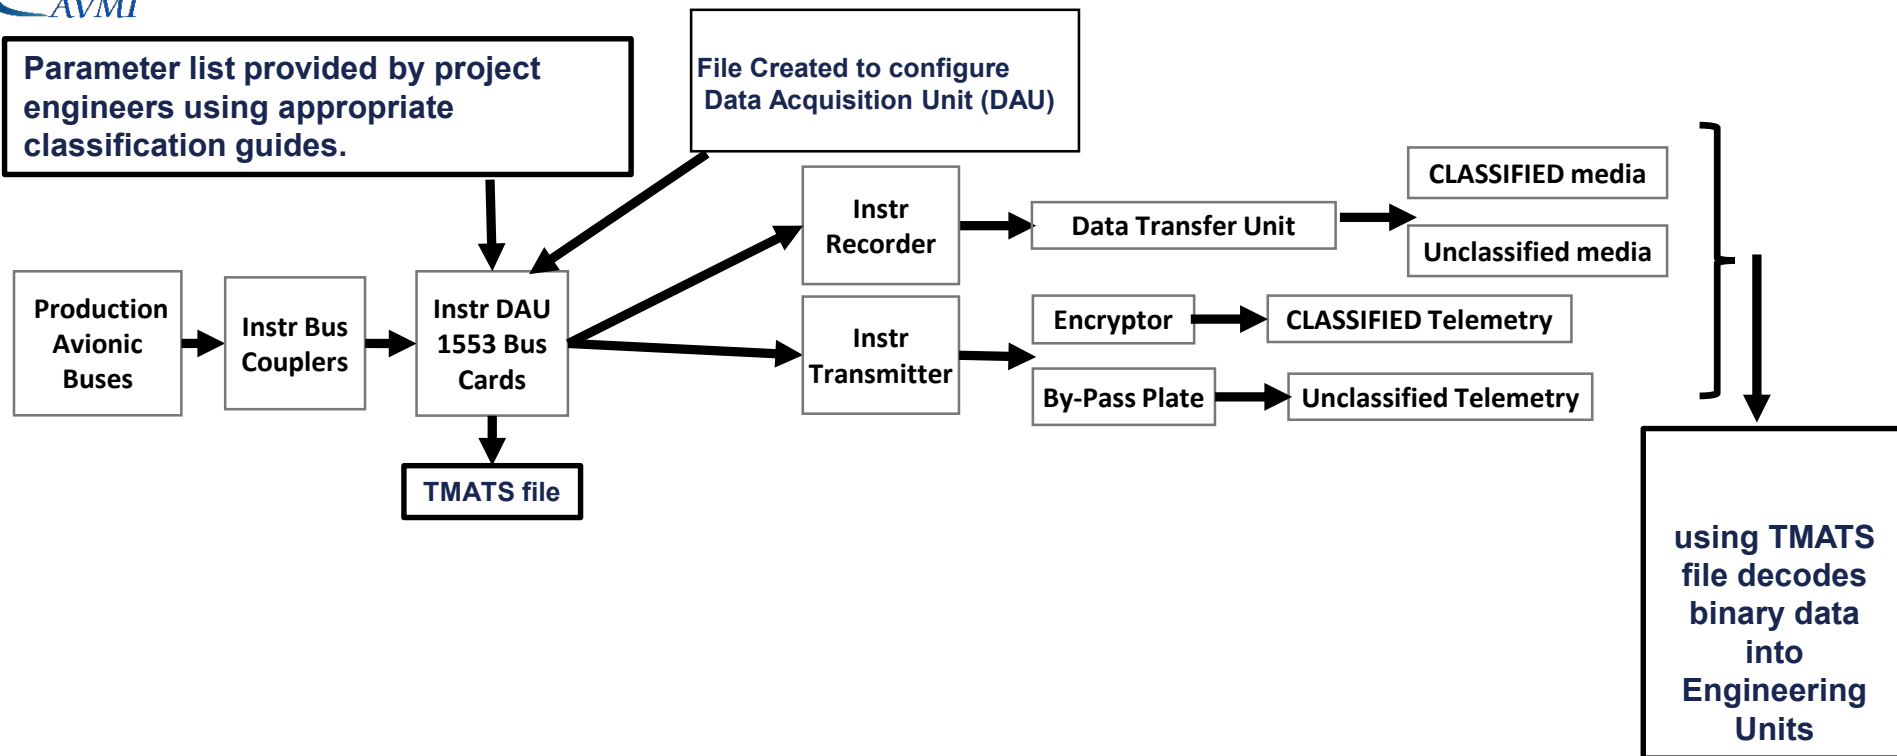 AVMI
Parameter list provided by project
engineers using appropriate
classification guides.
File Created to configure
Data Acquisition Unit (DAU)
Production
Avionic
Buses
Instr Bus
Couplers
Instr DAU
1553 Bus
Cards
TMATS file
Instr
Recorder
Instr
Transmitter
Data Transfer Unit
CLASSIFIED media
Unclassified media
Encryptor
CLASSIFIED Telemetry
By-Pass Plate
Unclassified Telemetry
using TMATS
file decodes
binary data
into
Engineering
Units